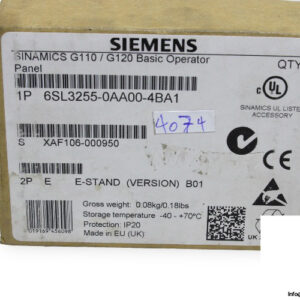 SIEMENS
SINAMICS G110 / G120 Basic Operator QTY
Panel
1P 6SL3255-0AA00-4BA1
4074
SINAMICS UL LISTED
ACCESSORY
S XAF106-000950
2P E E-STAND (VERSION) B01
Gross weight: 0.08kg/0.18lbs
Storage temperature -40 - +70°C
Protection: IP20
Made in EU (UK)
UK